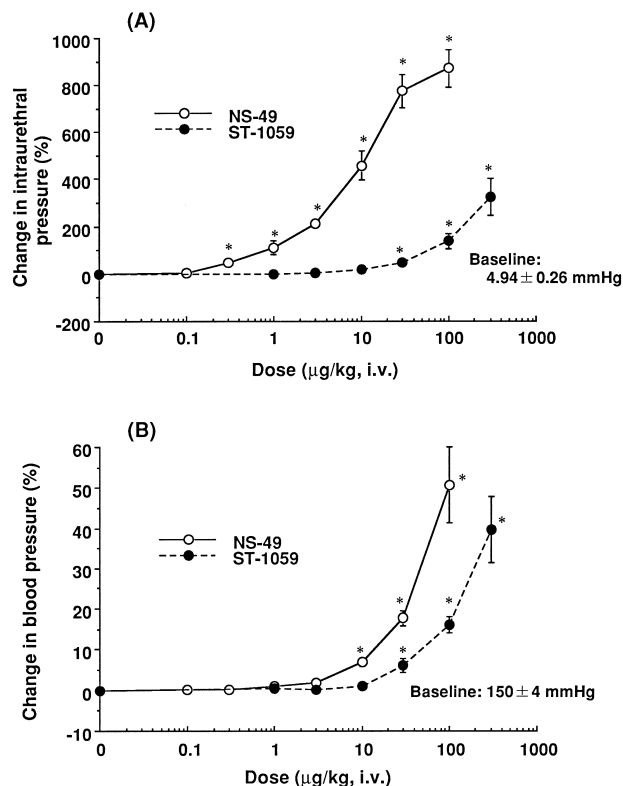 (A)
1000
800
600
400
200
0
-200
Change in intraurethral
pressure (%)
NS-49
ST-1059
* * * * * * *
* * *
Baseline:
4.94±0.26 mmHg
0 0.1 1 10 100 1000
Dose (μg/kg, i.v.)
(B)
60
50
40
30
20
10
0
-10
Change in blood pressure (%)
NS-49
ST-1059
* * *
* * *
Baseline: 150±4 mmHg
0 0.1 1 10 100 1000
Dose (μg/kg, i.v.)